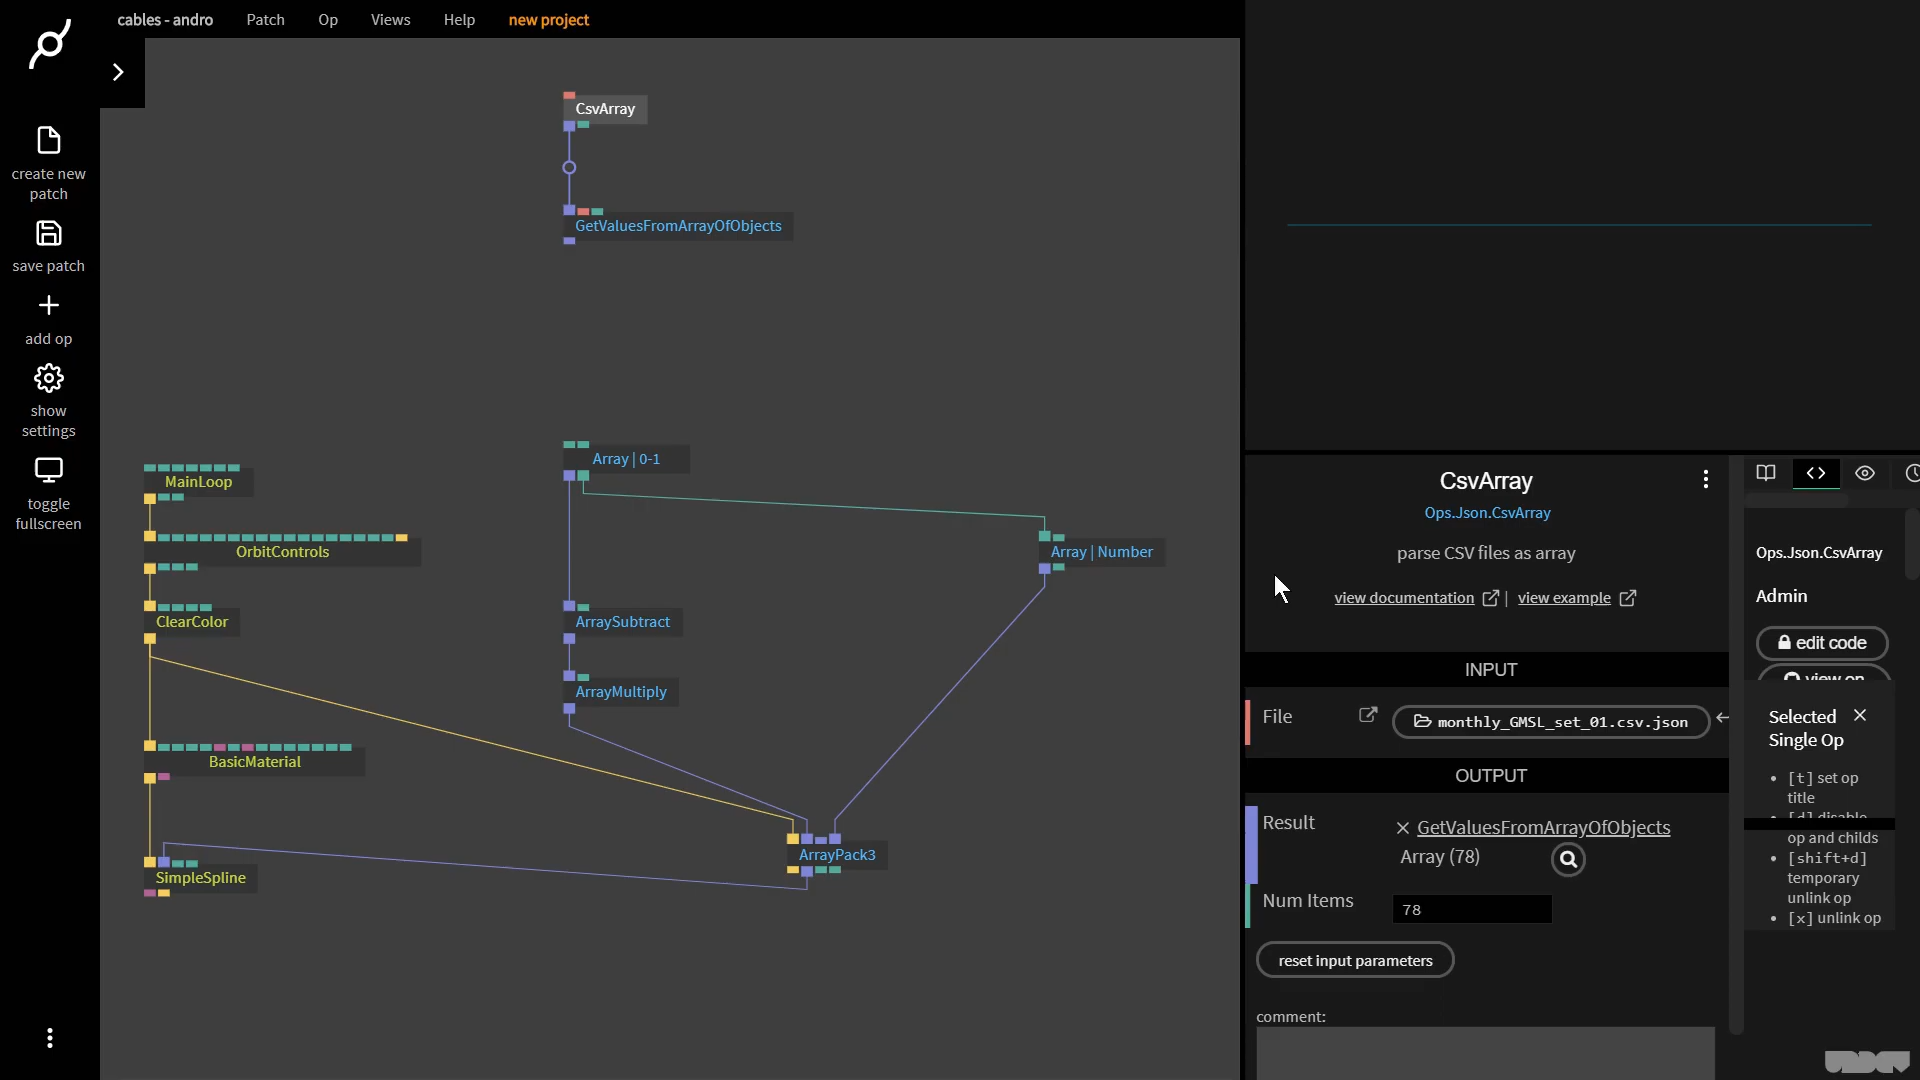 cables - andro
Patch
Op
Views
Help
new project
create new
patch
save patch
add op
show
settings
toggle
fullscreen
CsvArray
GetValuesFromArrayOfObjects
Array | 0-1
MainLoop
OrbitControls
Array | Number
ClearColor
ArraySubtract
ArrayMultiply
BasicMaterial
ArrayPack3
SimpleSpline
CsvArray
Ops.Json.CsvArray
parse CSV files as array
view documentation | view example
INPUT
File
monthly_GMSL_set_01.csv.json
OUTPUT
Result
GetValuesFromArrayOfObjects
Array (78)
Num Items
78
reset input parameters
comment:
Ops.Json.CsvArray
Admin
edit code
view on
Selected
Single Op
[t] set op
title
[d] disable
op and childs
[shift+d]
temporary
unlink op
[x] unlink op